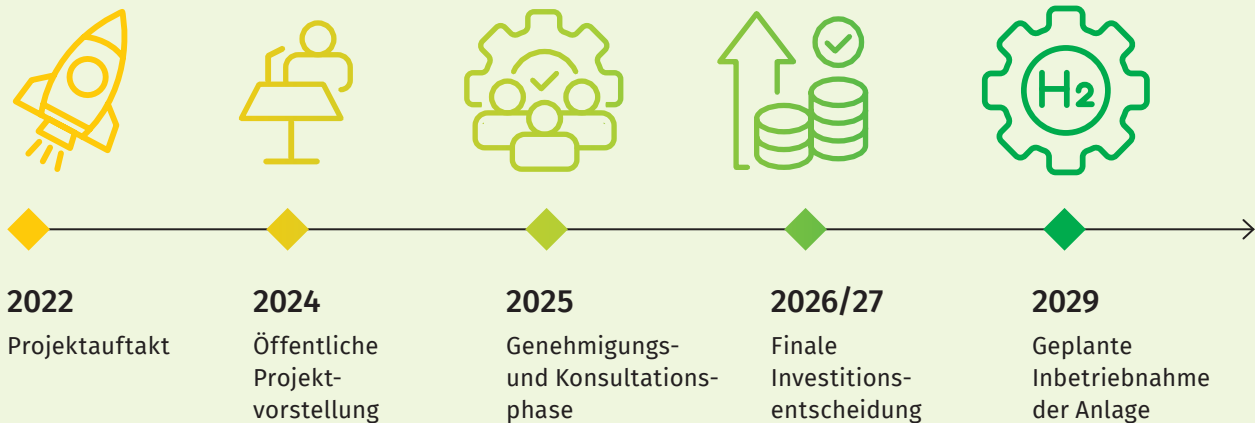 H2
2022
Projektauftakt
2024
Öffentliche
Projekt-
vorstellung
2025
Genehmigungs-
und Konsultations-
phase
2026/27
Finale
Investitions-
entscheidung
2029
Geplante
Inbetriebnahme
der Anlage